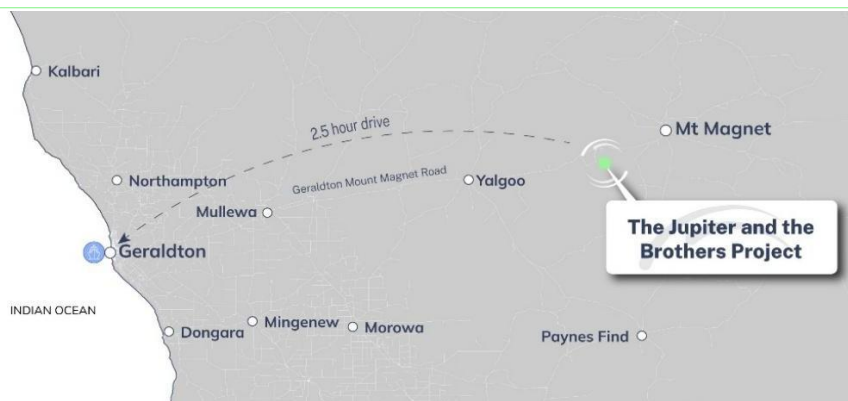 Kalbari
2.5 hour drive
Mt Magnet
Northampton
Geraldton Mount Magnet Road
Yalgoo
Mullewa
The Jupiter and the
Brothers Project
Geraldton
INDIAN OCEAN
Dongara
Mingenew
Morowa
Paynes Find